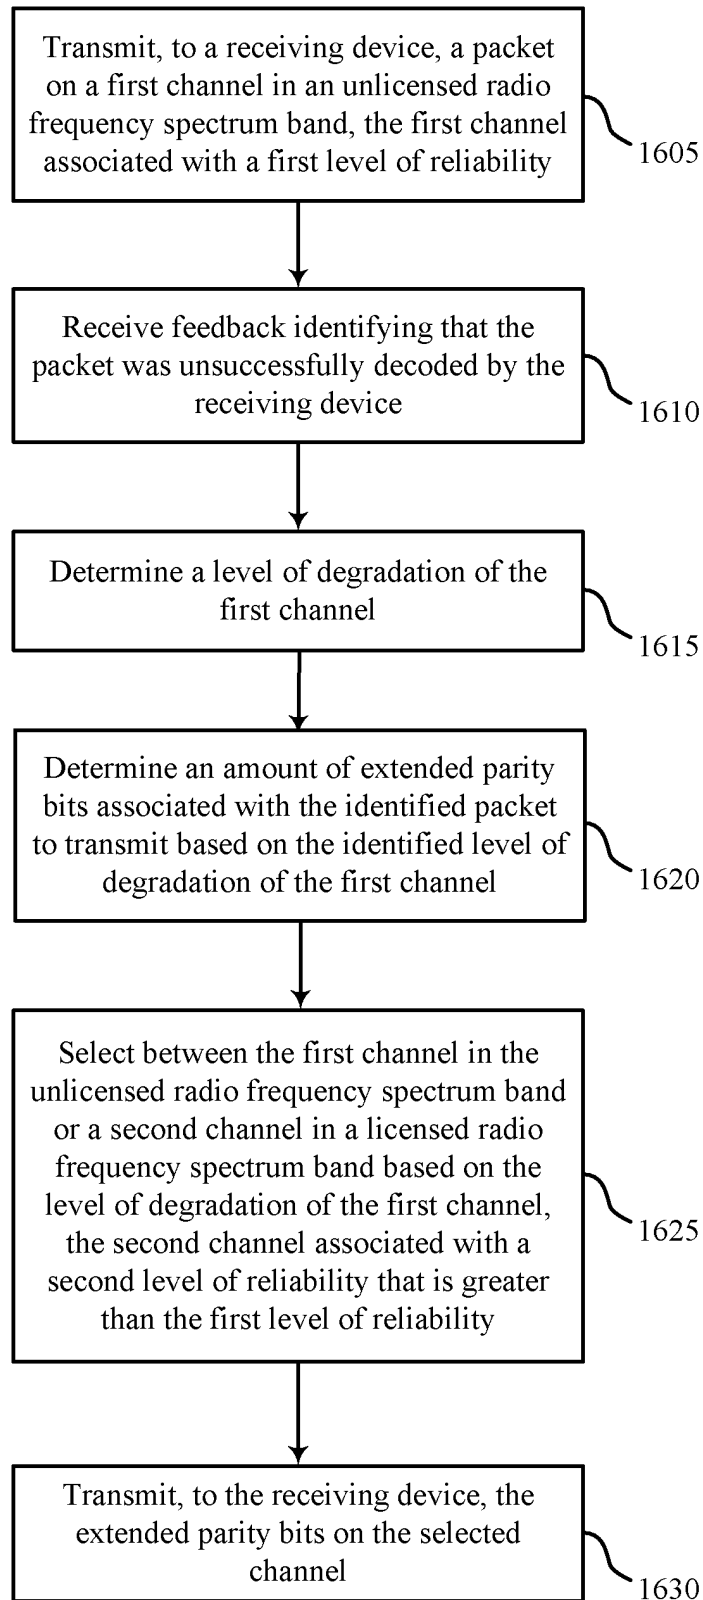 Transmit, to a receiving device, a packet
on a first channel in an unlicensed radio
frequency spectrum band, the first channel
associated with a first level of reliability
1605
Receive feedback identifying that the
packet was unsuccessfully decoded by the
receiving device
1610
Determine a level of degradation of the
first channel
1615
Determine an amount of extended parity
bits associated with the identified packet
to transmit based on the identified level of
degradation of the first channel
1620
Select between the first channel in the
unlicensed radio frequency spectrum band
or a second channel in a licensed radio
frequency spectrum band based on the
level of degradation of the first channel,
the second channel associated with a
second level of reliability that is greater
than the first level of reliability
1625
Transmit, to the receiving device, the
extended parity bits on the selected
channel
1630